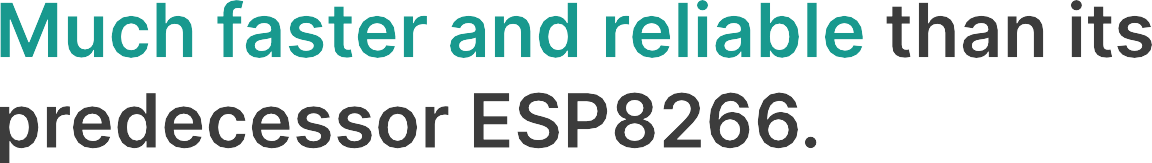 Much faster and reliable than its
predecessor ESP8266.